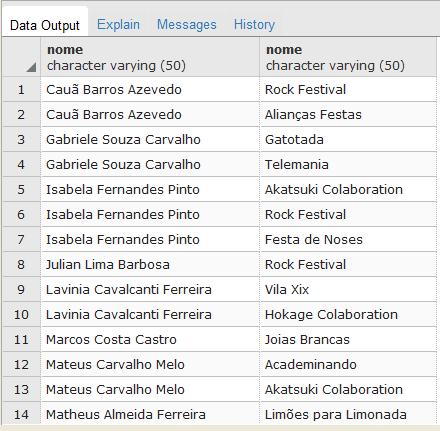 Data Output Explain Messages History
nome nome
character varying (50) character varying (50)
1 Cauã Barros Azevedo Rock Festival
2 Cauã Barros Azevedo Alianças Festas
3 Gabriele Souza Carvalho Gatotada
4 Gabriele Souza Carvalho Telemania
5 Isabela Fernandes Pinto Akatsuki Colaboration
6 Isabela Fernandes Pinto Rock Festival
7 Isabela Fernandes Pinto Festa de Noses
8 Julian Lima Barbosa Rock Festival
9 Lavinia Cavalcanti Ferreira Vila Xix
10 Lavinia Cavalcanti Ferreira Hokage Colaboration
11 Marcos Costa Castro Joias Brancas
12 Mateus Carvalho Melo Academinando
13 Mateus Carvalho Melo Akatsuki Colaboration
14 Matheus Almeida Ferreira Limões para Limonada